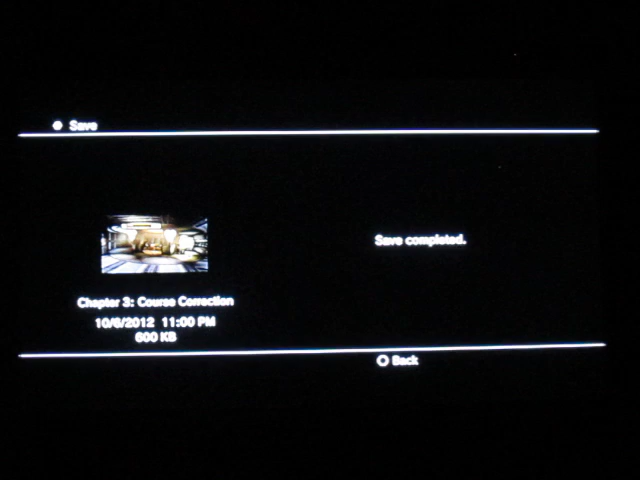 Save
Save completed.
Chapter 3: Course Correction
10/6/2012 11:00 PM
600 KB
Back